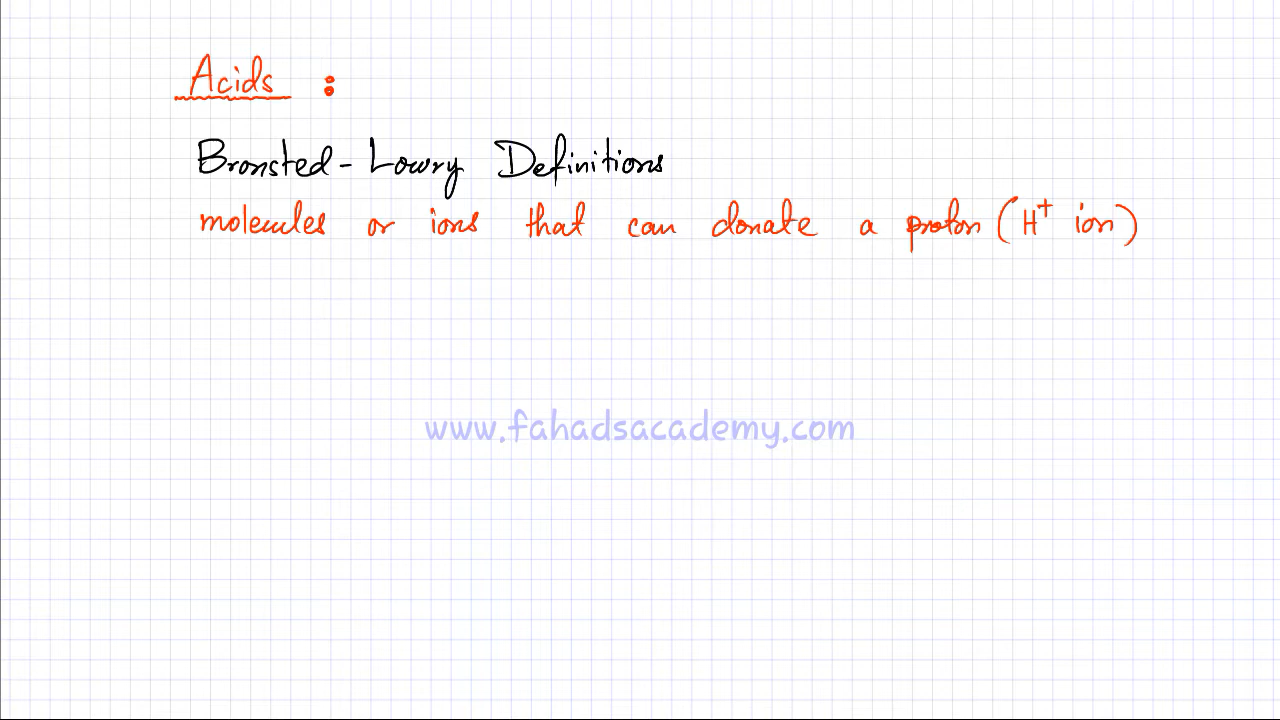 Acids :
Bronsted - Lowry Definitions
molecules or ions that can donate a proton (H⁺ ion)
www.fahadsacademy.com